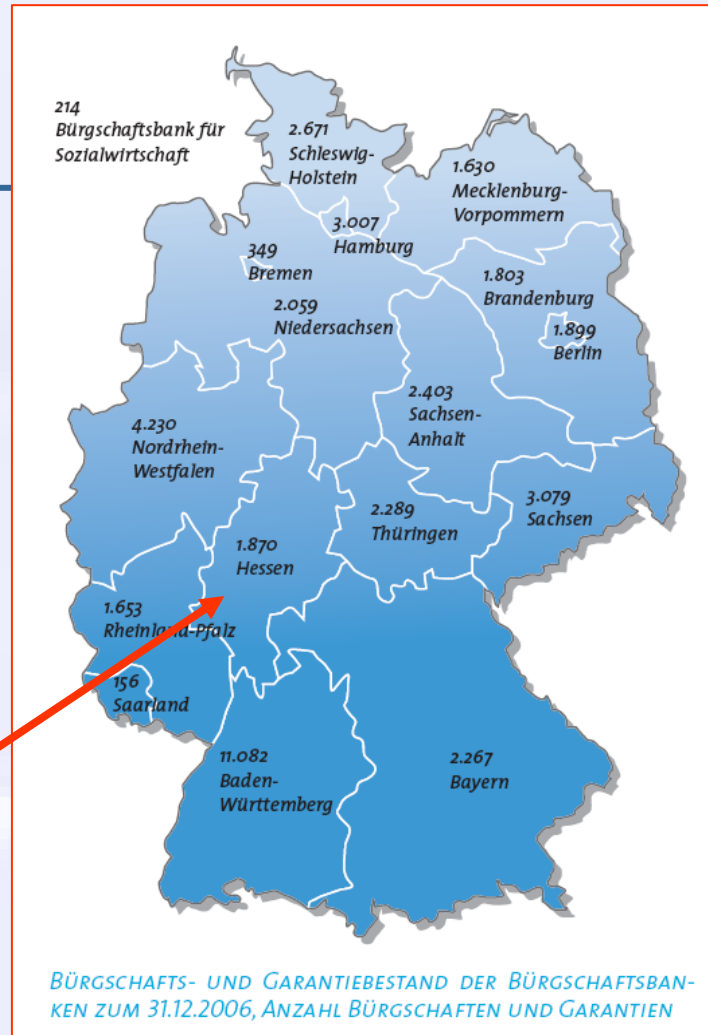 214
Bürgschaftsbank für
Sozialwirtschaft
2.671
Schleswig-
Holstein
1.630
Mecklenburg-
Vorpommern
3.007
Hamburg
349
Bremen
1.803
Brandenburg
2.059
Niedersachsen
1.899
Berlin
2.403
Sachsen-
Anhalt
4.230
Nordrhein-
Westfalen
3.079
Sachsen
2.289
Thüringen
1.870
Hessen
1.653
Rheinland-Pfalz
156
Saarland
11.082
Baden-
Württemberg
2.267
Bayern
BÜRGSCHAFTS- UND GARANTIEBESTAND DER BÜRGSCHAFTSBAN-
KEN ZUM 31.12.2006, ANZAHL BÜRGSCHAFTEN UND GARANTIEN